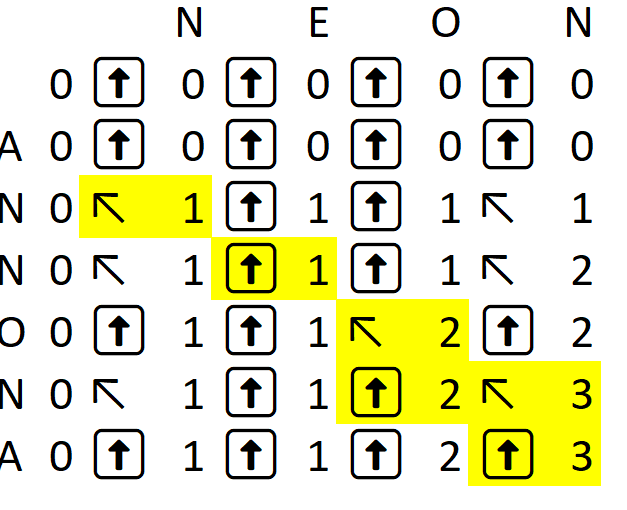 N E O N
0 ⬆ 0 ⬆ 0 ⬆ 0 ⬆ 0
A 0 ⬆ 0 ⬆ 0 ⬆ 0 ⬆ 0
N 0 ↖ 1 ⬆ 1 ⬆ 1 ↖ 1
N 0 ↖ 1 ⬆ 1 ⬆ 1 ↖ 2
O 0 ⬆ 1 ⬆ 1 ↖ 2 ⬆ 2
N 0 ↖ 1 ⬆ 1 ⬆ 2 ↖ 3
A 0 ⬆ 1 ⬆ 1 ⬆ 2 ⬆ 3